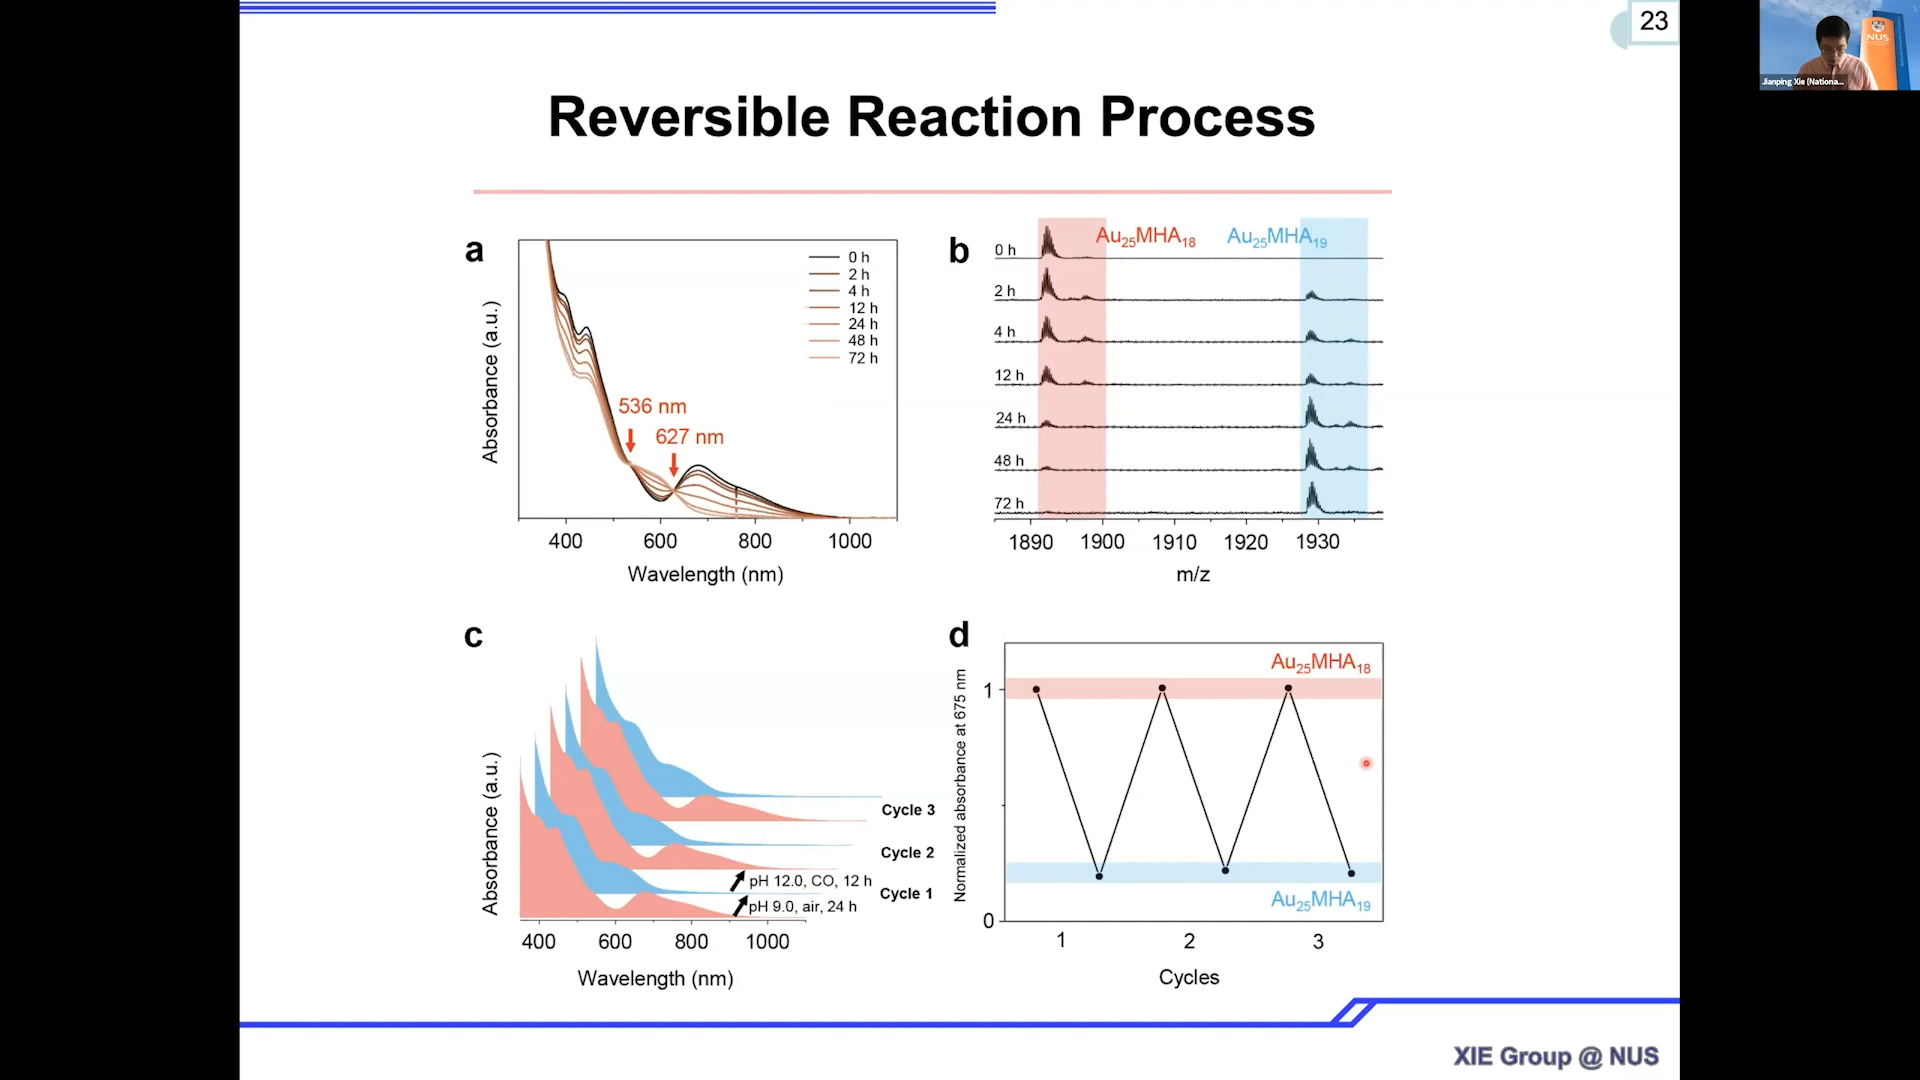 23
NUS
Jianping Xie (Nationa...
Reversible Reaction Process
a
Absorbance (a.u.)
0 h
2 h
4 h
12 h
24 h
48 h
72 h
536 nm
627 nm
400 600 800 1000
Wavelength (nm)
b
Au25MHA18 Au25MHA19
0 h
2 h
4 h
12 h
24 h
48 h
72 h
1890 1900 1910 1920 1930
m/z
c
Absorbance (a.u.)
Cycle 3
Cycle 2
pH 12.0, CO, 12 h
Cycle 1
pH 9.0, air, 24 h
400 600 800 1000
Wavelength (nm)
d
Normalized absorbance at 675 nm
Au25MHA18
1
Au25MHA19
0
1 2 3
Cycles
XIE Group @ NUS